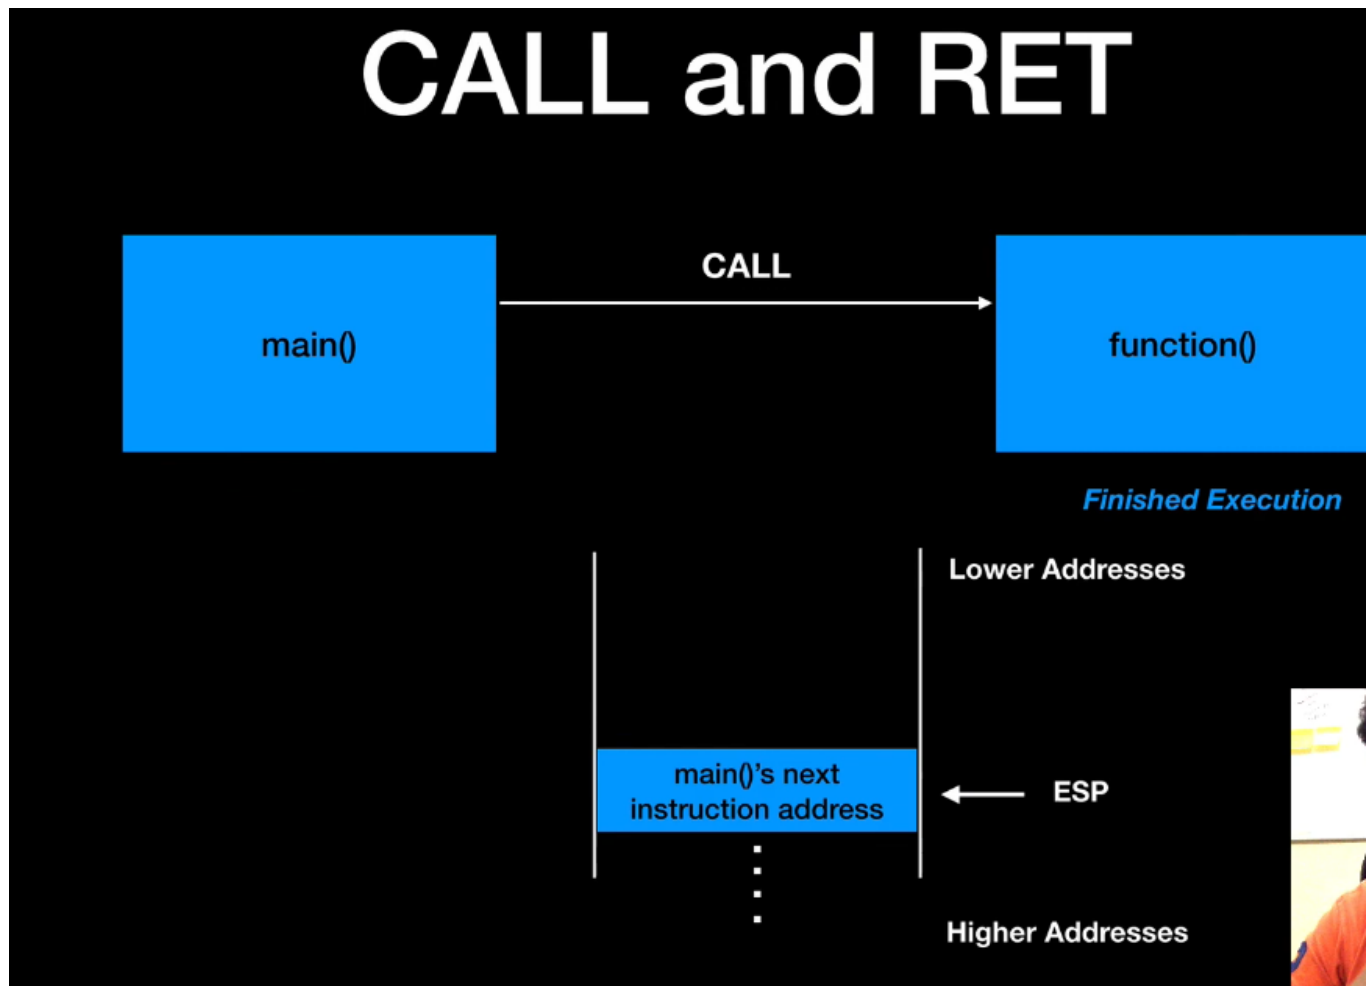 CALL and RET
CALL
main()
function()
Finished Execution
Lower Addresses
main()'s next
instruction address
ESP
Higher Addresses